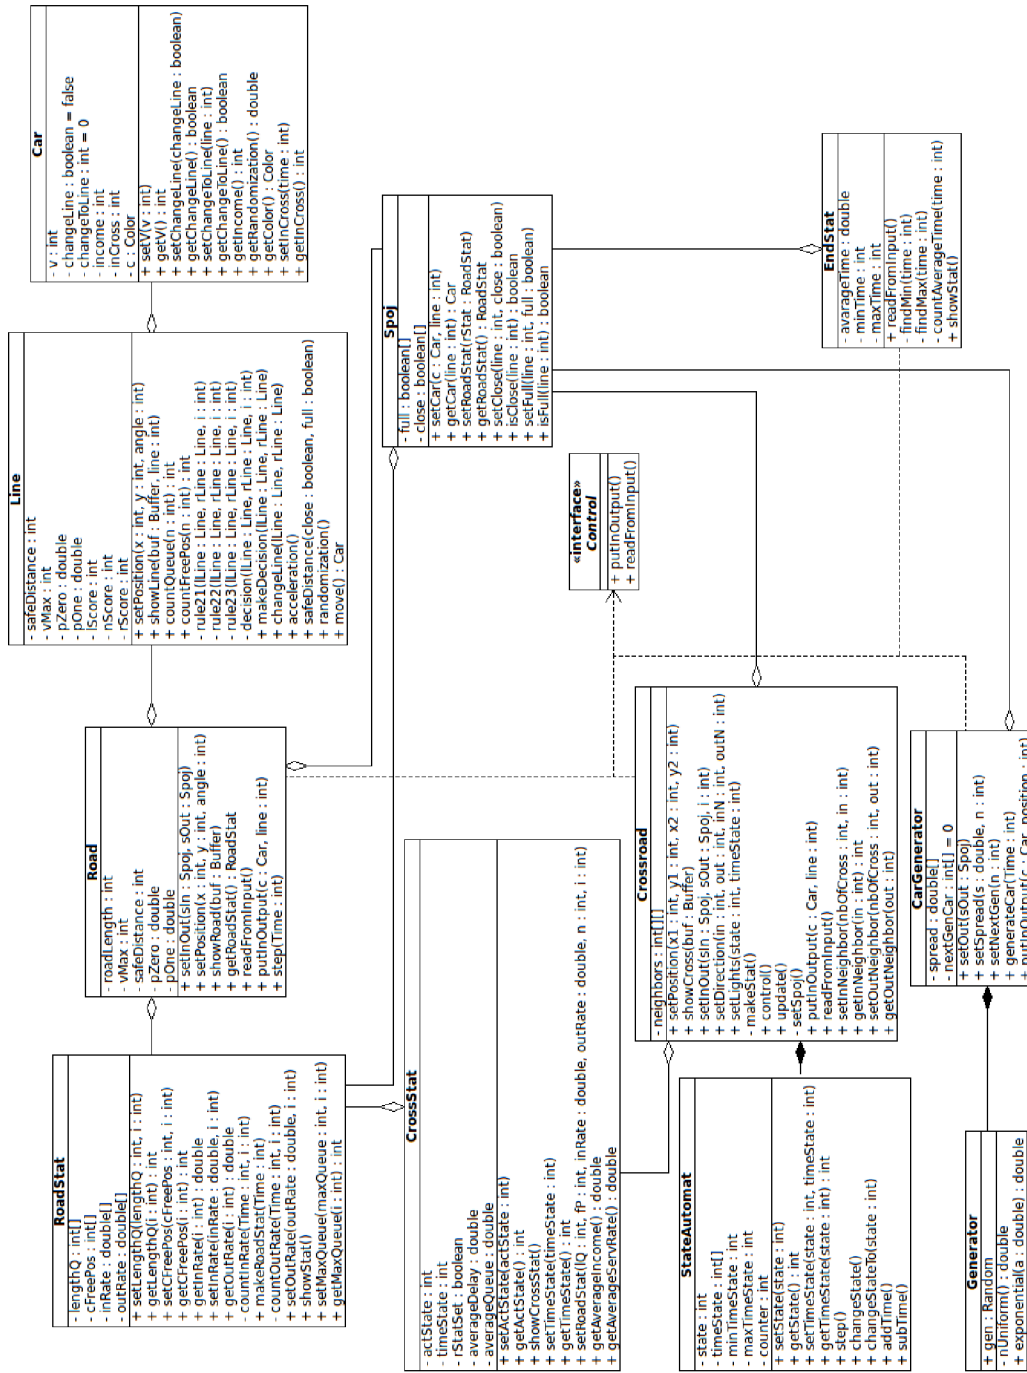 Car
- v : int
- changeLine : boolean = false
- changeToLine : int = 0
- income : int
- inCross : int
- c : Color
+ setV(v : int)
+ getV() : int
+ setChangeLine(changeLine : boolean)
+ getChangeLine() : boolean
+ setChangeToLine(line : int)
+ getChangeToLine() : boolean
+ getIncome() : int
+ getRandomization() : double
+ getColor() : Color
+ setInCross(time : int)
+ getInCross() : int
Line
- safeDistance : int
- vMax : int
- pZero : double
- pOne : double
- lScore : int
- nScore : int
- rScore : int
+ setPosition(x : int, y : int, angle : int)
+ showLine(buf : Buffer, line : int)
+ countQueue(n : int) : int
+ countFreePos(n : int) : int
- rule21(lLine : Line, rLine : Line, i : int)
- rule22(lLine : Line, rLine : Line, i : int)
- rule23(lLine : Line, rLine : Line, i : int)
- decision(lLine : Line, rLine : Line, i : int)
+ makeDecision(lLine : Line, rLine : Line)
+ changeLine(lLine : Line, rLine : Line)
+ acceleration()
+ safeDistance(close : boolean, full : boolean)
+ randomization()
+ move() : Car
Road
- roadLength : int
- vMax : int
- safeDistance : int
- pZero : double
- pOne : double
+ setInOut(sIn : Spoj, sOut : Spoj)
+ setPosition(x : int, y : int, angle : int)
+ showRoad(buf : Buffer)
+ getRoadStat() : RoadStat
+ readFromInput()
+ putInOutput(c : Car, line : int)
+ step(Time : int)
RoadStat
- lengthQ : int[]
- cFreePos : int[]
- inRate : double[]
- outRate : double[]
+ setLengthQ(lengthQ : int, i : int)
+ getLengthQ(i : int) : int
+ setCFreePos(cFreePos : int, i : int)
+ getCFreePos(i : int) : int
+ getInRate(i : int) : double
+ setInRate(inRate : double, i : int)
+ getOutRate(i : int) : double
- countInRate(Time : int, i : int)
+ makeRoadStat(Time : int)
- countOutRate(Time : int, i : int)
+ setOutRate(outRate : double, i : int)
+ showStat()
+ setMaxQueue(maxQueue : int, i : int)
+ getMaxQueue(i : int) : int
Spoj
- full : boolean[]
- close : boolean[]
+ setCar(c : Car, line : int)
+ getCar(line : int) : Car
+ setRoadStat(rStat : RoadStat)
+ getRoadStat() : RoadStat
+ setClose(line : int, close : boolean)
+ isClose(line : int) : boolean
+ setFull(line : int, full : boolean)
+ isFull(line : int) : boolean
«interface»
Control
+ putInOutput()
+ readFromInput()
EndStat
- avarageTime : double
- minTime : int
- maxTime : int
+ readFromInput()
- findMin(time : int)
- findMax(time : int)
- countAverageTime(time : int)
+ showStat()
CrossStat
- actState : int
- timeState : int
- rStatSet : boolean
- averageDelay : double
- averageQueue : double
+ setActState(actState : int)
+ getActState() : int
+ showCrossStat()
+ setTimeState(timeState : int)
+ getTimeState() : int
+ setRoadStat(lQ : int, fP : int, inRate : double, outRate : double, n : int, i : int)
+ getAverageIncome() : double
+ getAverageServRate() : double
Crossroad
- neighbors : int[][]
+ setPosition(x1 : int, y1 : int, x2 : int, y2 : int)
+ showCross(buf : Buffer)
+ setInOut(sIn : Spoj, sOut : Spoj, i : int)
+ setDirection(in : int, out : int, inN : int, outN : int)
+ setLights(state : int, timeState : int)
- makeStat()
+ control()
+ update()
- setSpoj()
+ putInOutput(c : Car, line : int)
+ readFromInput()
+ setInNeighbor(nbOfCross : int, in : int)
+ getInNeighbor(in : int) : int
+ setOutNeighbor(nbOfCross : int, out : int)
+ getOutNeighbor(out : int)
StateAutomat
- state : int
- timeState : int[]
- minTimeState : int
- maxTimeState : int
- counter : int
+ setState(State : int)
+ getState() : int
+ setTimeState(state : int, timeState : int)
+ getTimeState(state : int) : int
+ step()
+ changeState()
+ changeStateTo(state : int)
+ addTime()
+ subTime()
CarGenerator
- spread : double[]
- nextGenCar : int[] = 0
+ setOut(sOut : Spoj)
+ setSpread(s : double, n : int)
+ setNextGen(n : int)
+ generateCar(Time : int)
+ putInOutput(c : Car, position : int)
Generator
+ gen : Random
- nUniform() : double
+ exponential(a : double) : double